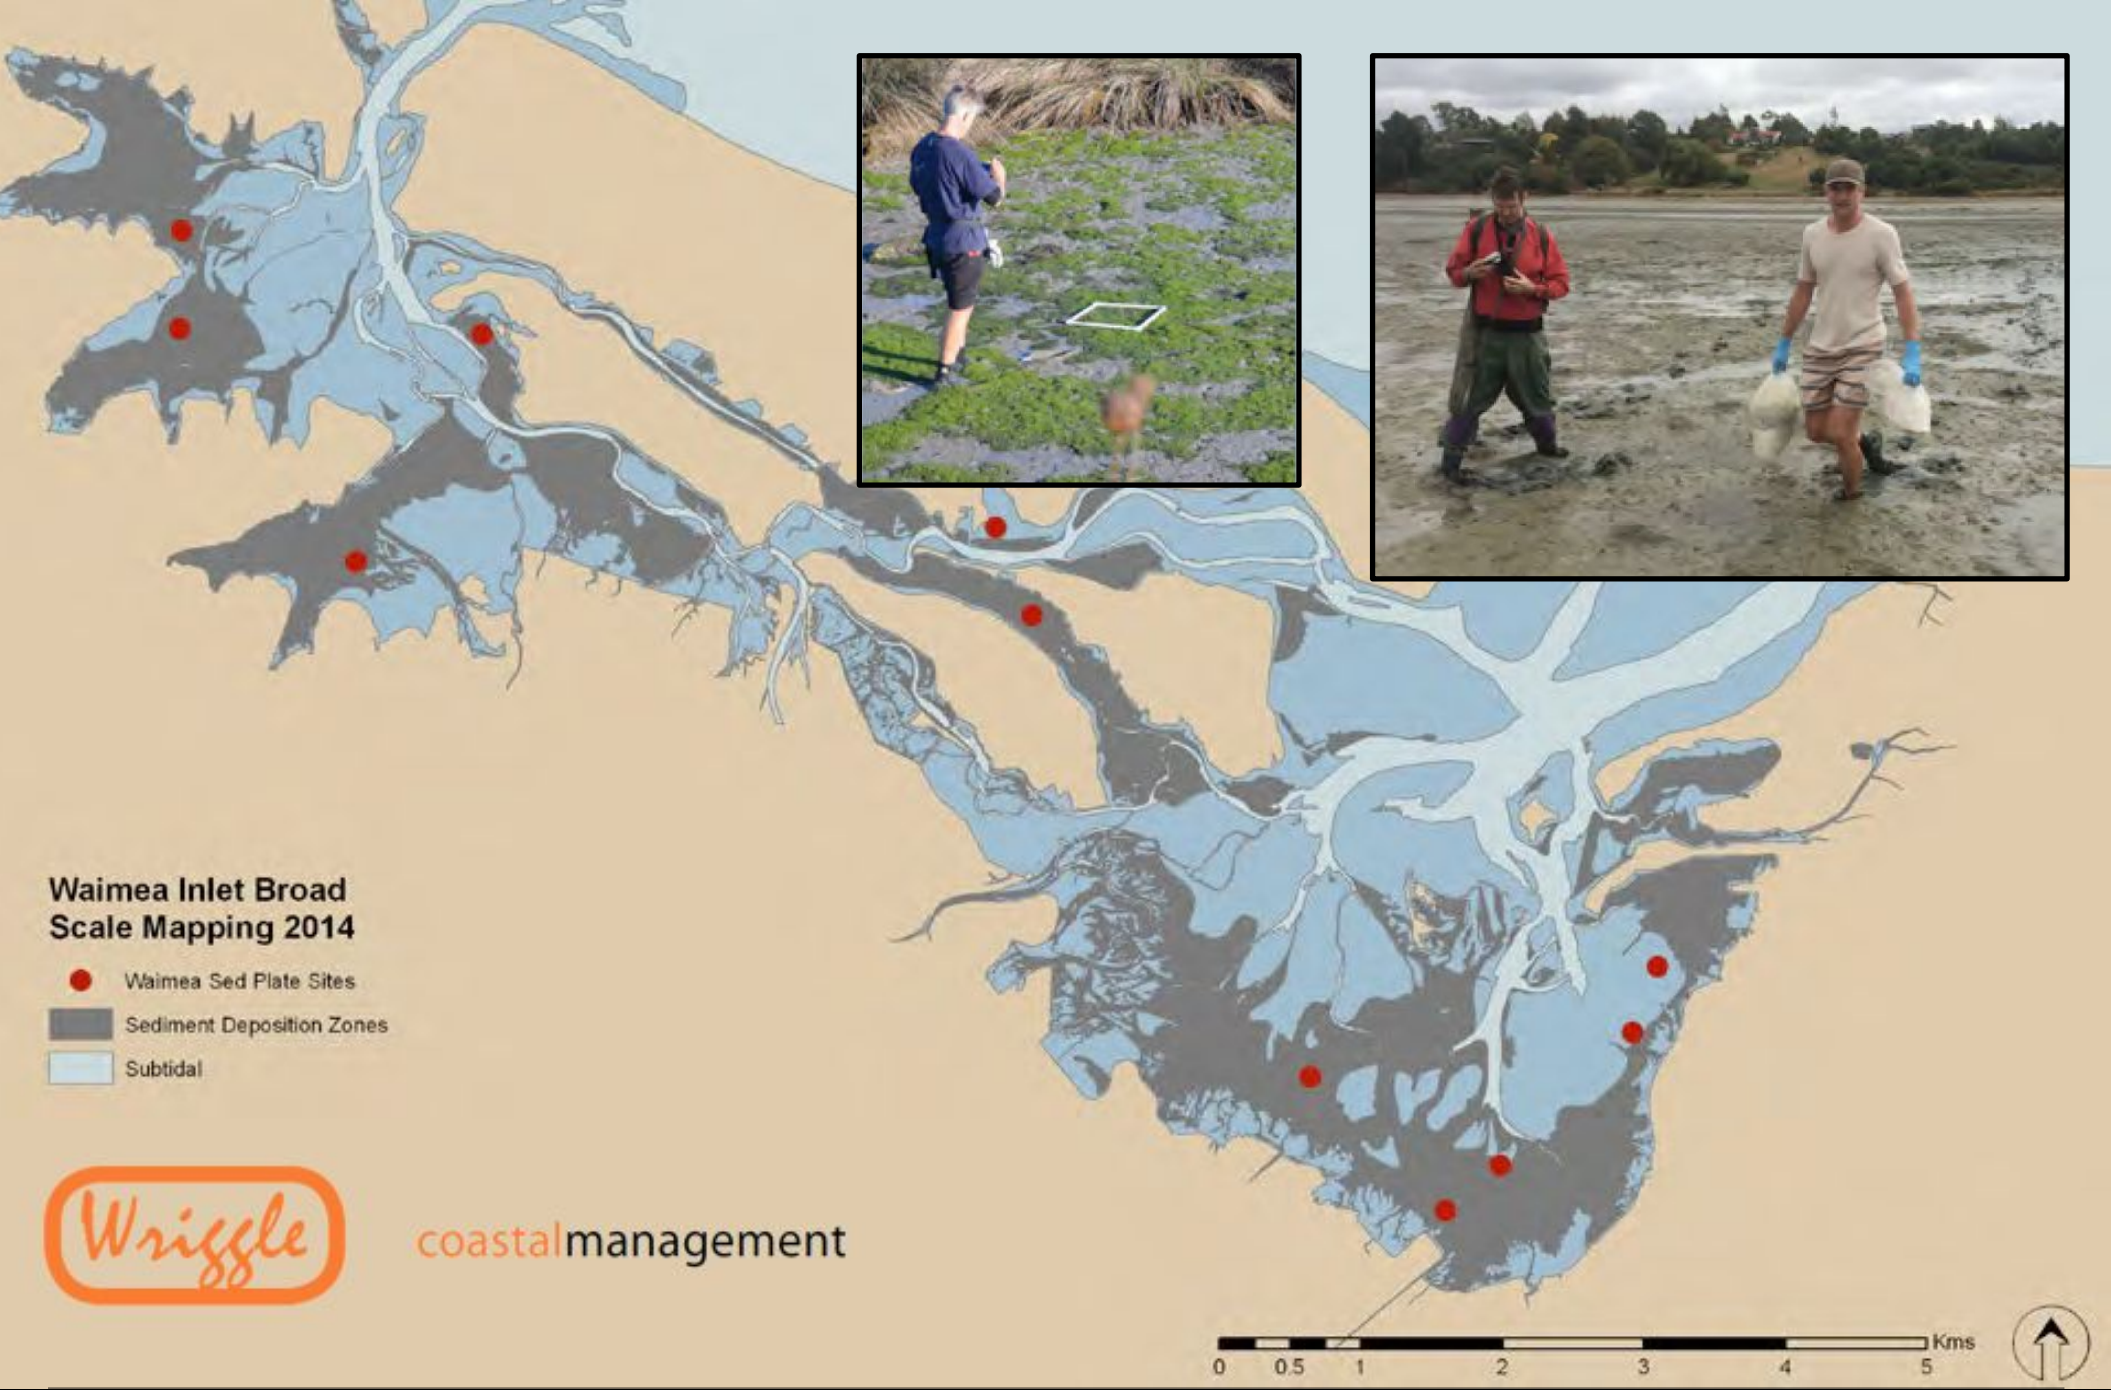 Waimea Inlet Broad
Scale Mapping 2014
Waimea Sed Plate Sites
Sediment Deposition Zones
Subtidal
Wriggle
coastalmanagement
Kms
0 0.5 1 2 3 4 5